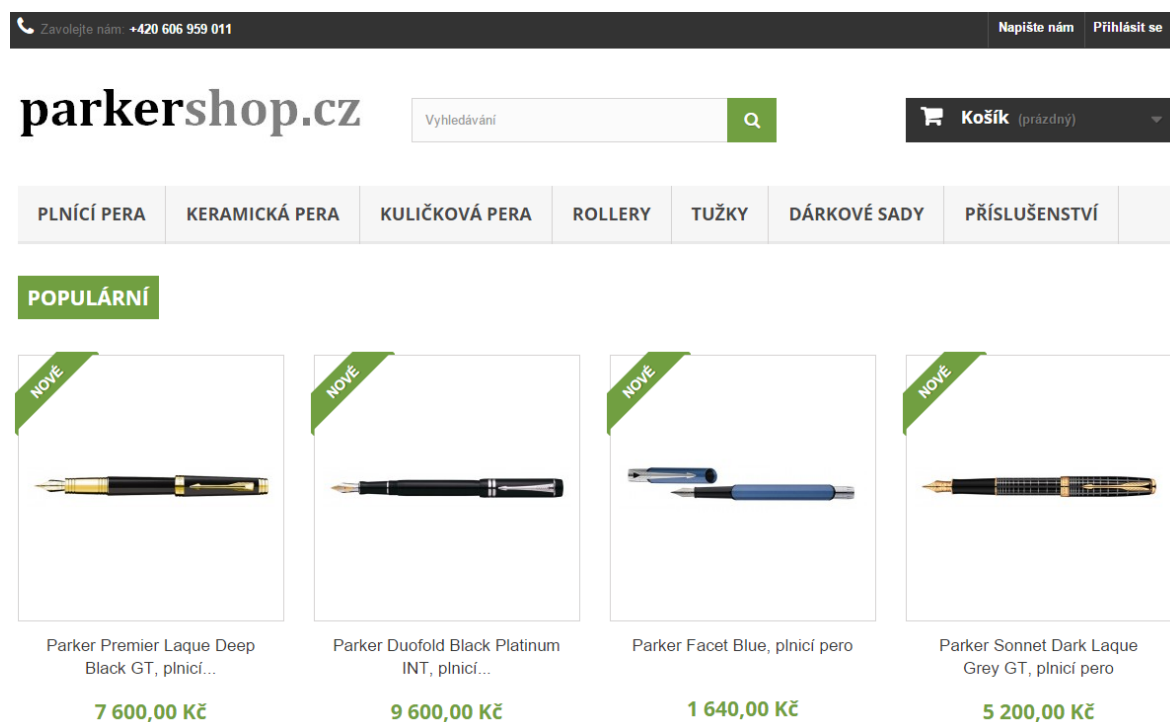 Zavolejte nám: +420 606 959 011
Napište nám
Přihlásit se
parkershop.cz
Vyhledávání
Košík (prázdný)
PLNÍCÍ PERA
KERAMICKÁ PERA
KULIČKOVÁ PERA
ROLLERY
TUŽKY
DÁRKOVÉ SADY
PŘÍSLUŠENSTVÍ
POPULÁRNÍ
NOVÉ
NOVÉ
NOVÉ
NOVÉ
Parker Premier Laque Deep
Black GT, plnicí...
7 600,00 Kč
Parker Duofold Black Platinum
INT, plnicí...
9 600,00 Kč
Parker Facet Blue, plnicí pero
1 640,00 Kč
Parker Sonnet Dark Laque
Grey GT, plnicí pero
5 200,00 Kč